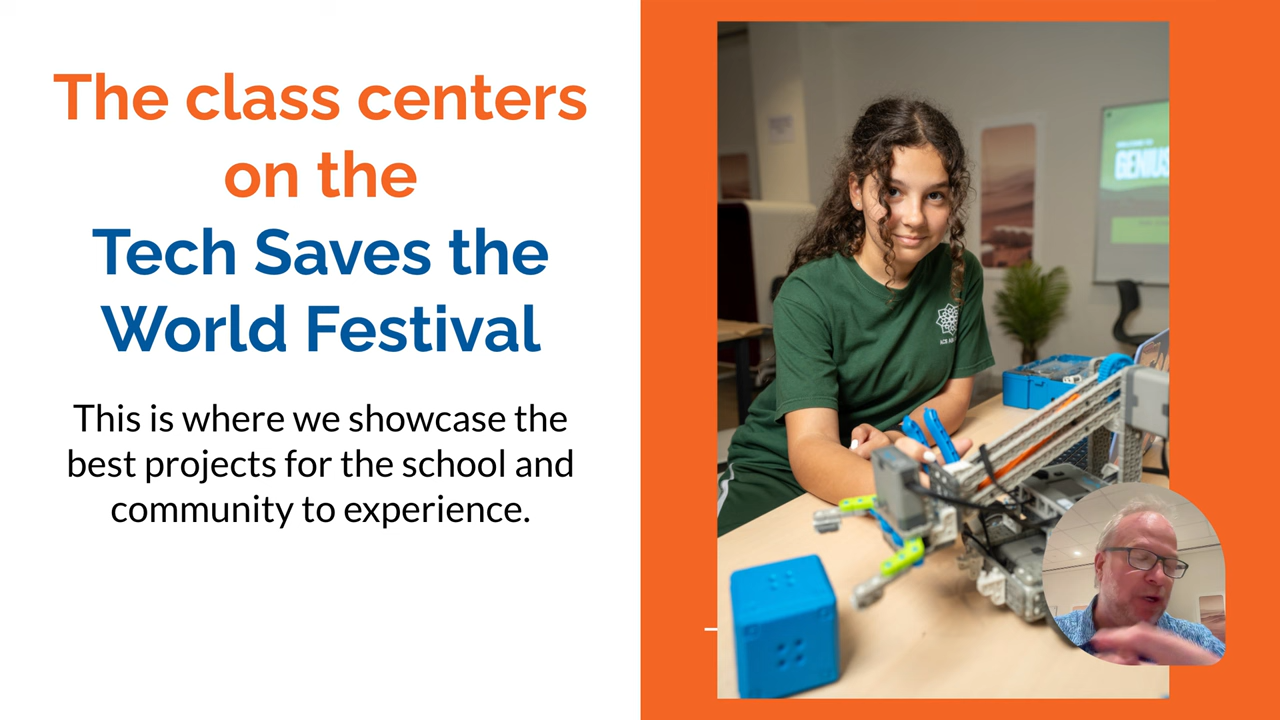 The class centers
on the
Tech Saves the
World Festival
This is where we showcase the
best projects for the school and
community to experience.
GENIUS